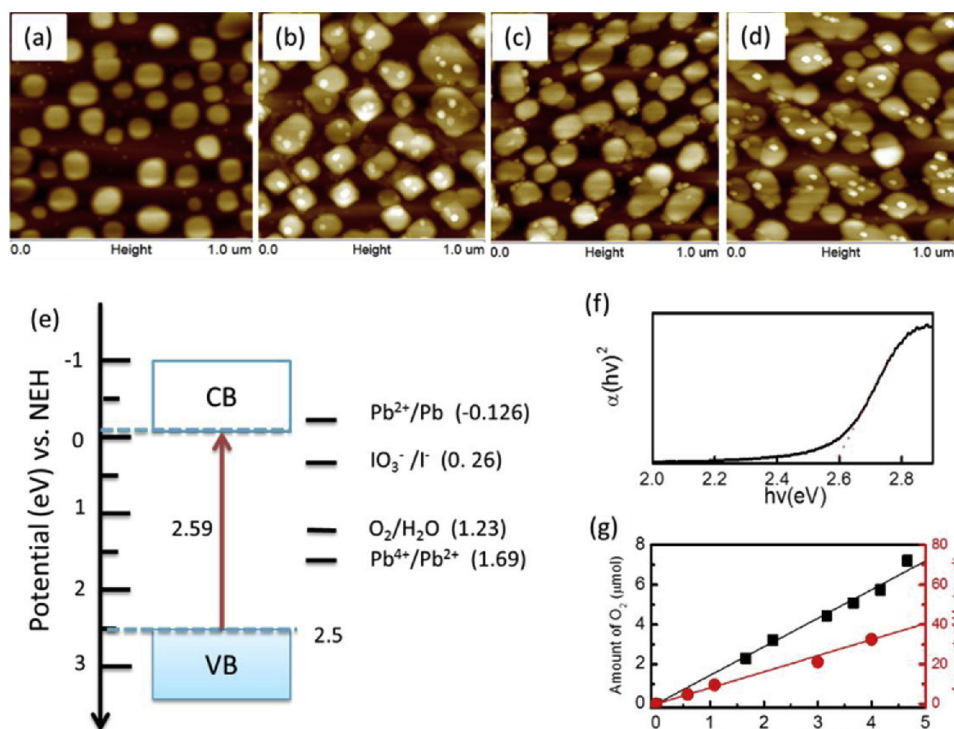 (a)
(b)
(c)
(d)
0.0 Height 1.0 um
0.0 Height 1.0 um
0.0 Height 1.0 um
0.0 Height 1.0 um
(e)
Potential (eV) vs. NEH
-1
0
1
2
3
CB
2.59
VB
2.5
Pb²⁺/Pb (-0.126)
IO₃⁻/I⁻ (0. 26)
O₂/H₂O (1.23)
Pb⁴⁺/Pb²⁺ (1.69)
(f)
α(hν)²
2.0 2.2 2.4 2.6 2.8
hν(eV)
(g)
Amount of O₂ (μmol)
8
6
4
2
0
80
60
40
20
0
0 1 2 3 4 5